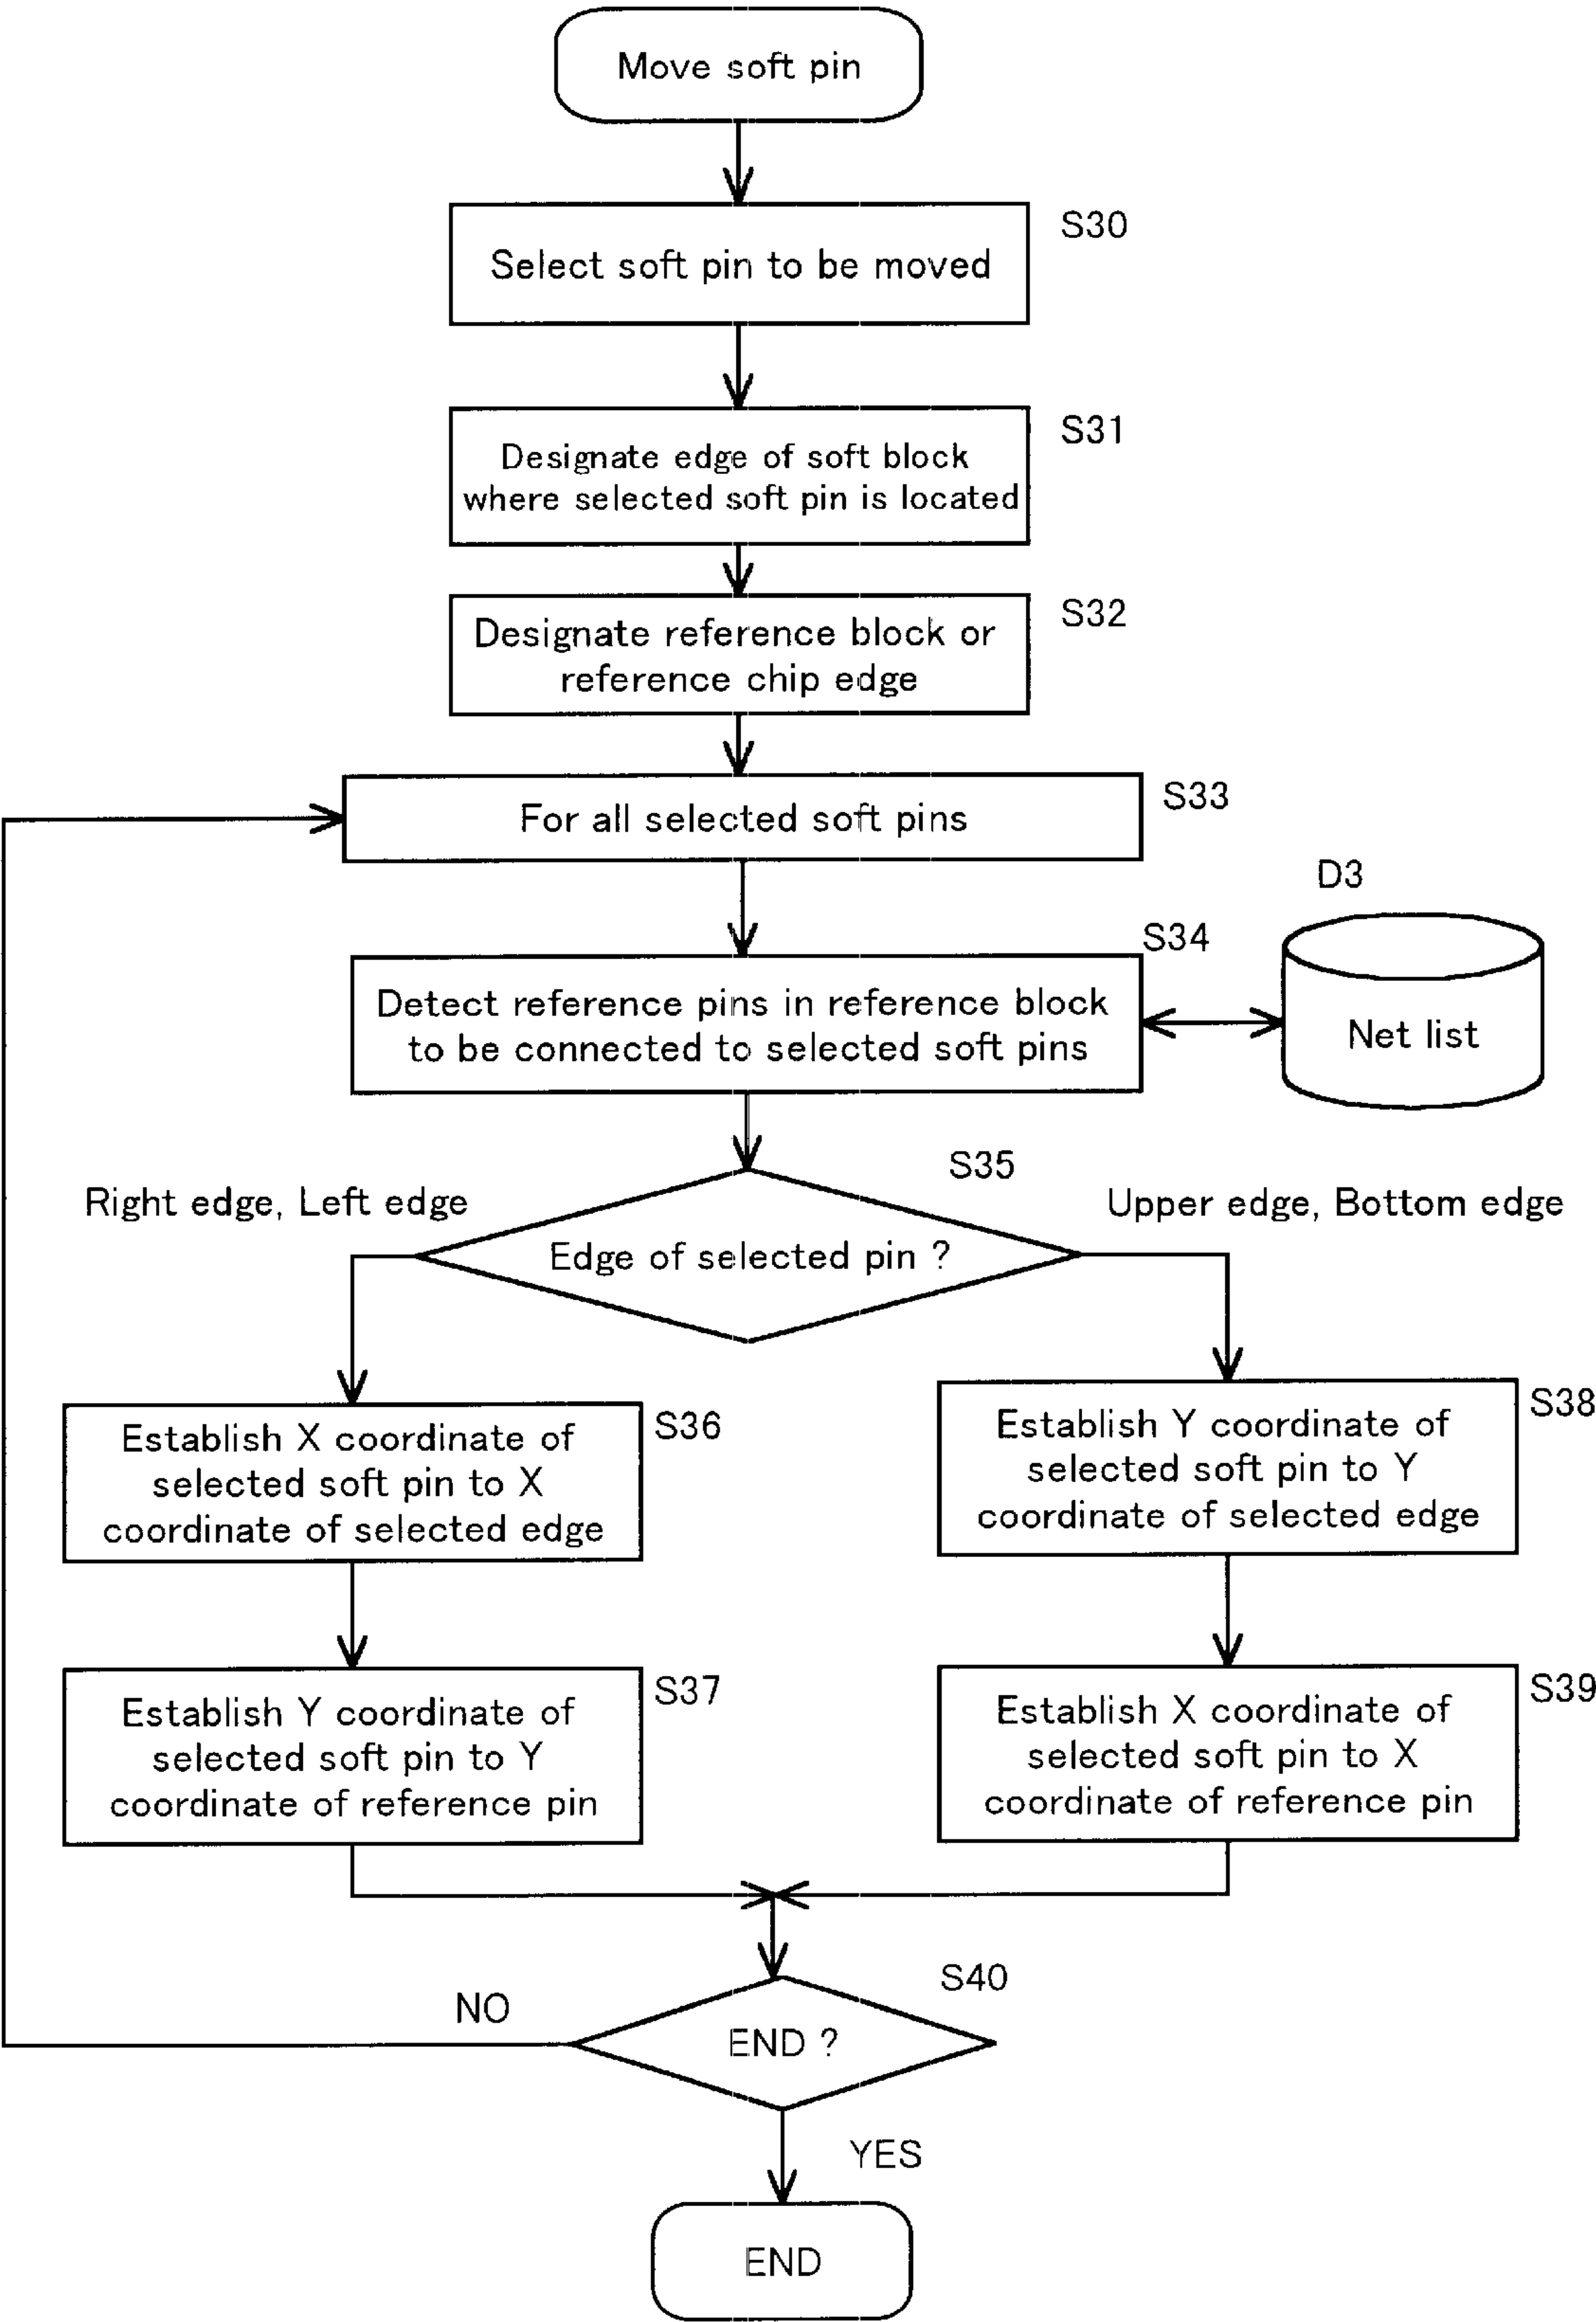 Move soft pin
S30
Select soft pin to be moved
S31
Designate edge of soft block
where selected soft pin is located
S32
Designate reference block or
reference chip edge
S33
For all selected soft pins
D3
S34
Detect reference pins in reference block
to be connected to selected soft pins
Net list
S35
Right edge, Left edge
Upper edge, Bottom edge
Edge of selected pin ?
S36
Establish X coordinate of
selected soft pin to X
coordinate of selected edge
S38
Establish Y coordinate of
selected soft pin to Y
coordinate of selected edge
S37
Establish Y coordinate of
selected soft pin to Y
coordinate of reference pin
S39
Establish X coordinate of
selected soft pin to X
coordinate of reference pin
S40
NO
END ?
YES
END